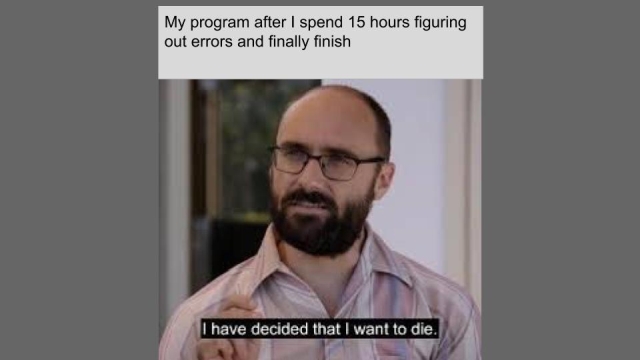 My program after I spend 15 hours figuring
out errors and finally finish
I have decided that I want to die.